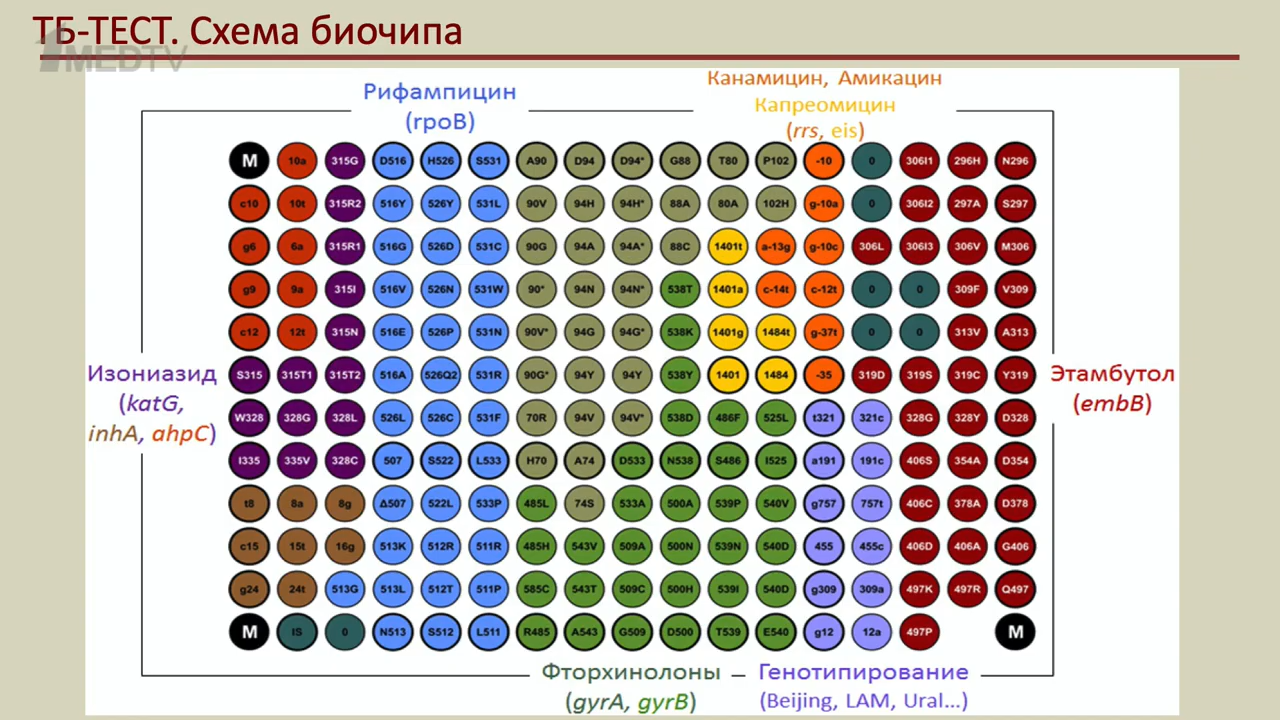 ТБ-ТЕСТ. Схема биочипа
1MEDTV
Рифампицин
(rpoB)
Канамицин, Амикацин
Капреомицин
(rrs, eis)
M 10a 315G D516 H526 S531 A90 D94 D94* G88 T80 P102 -10 0 306I1 296H N296
c10 10t 315R2 516Y 526Y 531L 90V 94H 94H* 88A 80A 102H g-10a 0 306I2 297A S297
g6 6a 315R1 516G 526D 531C 90G 94A 94A* 88C 1401t a-13g g-10c 306L 306I3 306V M306
g9 9a 315I 516V 526N 531W 90* 94N 94N* 538T 1401a c-14t c-12t 0 0 309F V309
c12 12t 315N 516E 526P 531N 90V* 94G 94G* 538K 1401g 1484t g-37t 0 0 313V A313
S315 315T1 315T2 516A 526Q2 531R 90G* 94Y 94Y 538Y 1401 1484 -35 319D 319S 319C Y319
W328 328G 328L 526L 526C 531F 70R 94V 94V* 538D 486F 525L t321 321c 328G 328Y D328
I335 335V 328C 507 S522 L533 H70 A74 D533 N538 S486 I525 a191 191c 406S 354A D354
t8 8a 8g Δ507 522L 533P 485L 74S 533A 500A 539P 540V g757 757t 406C 378A D378
c15 15t 16g 513K 512R 511R 485H 543V 509A 500N 539N 540D 455 455c 406D 406A G406
g24 24t 513G 513L 512T 511P 585C 543T 509C 500H 539I 540D g309 309a 497K 497R Q497
M IS 0 N513 S512 L511 R485 A543 G509 D500 T539 E540 g12 12a 497P M
Изониазид
(katG,
inhA, ahpC)
Этамбутол
(embB)
Фторхинолоны
(gyrA, gyrB)
Генотипирование
(Beijing, LAM, Ural...)